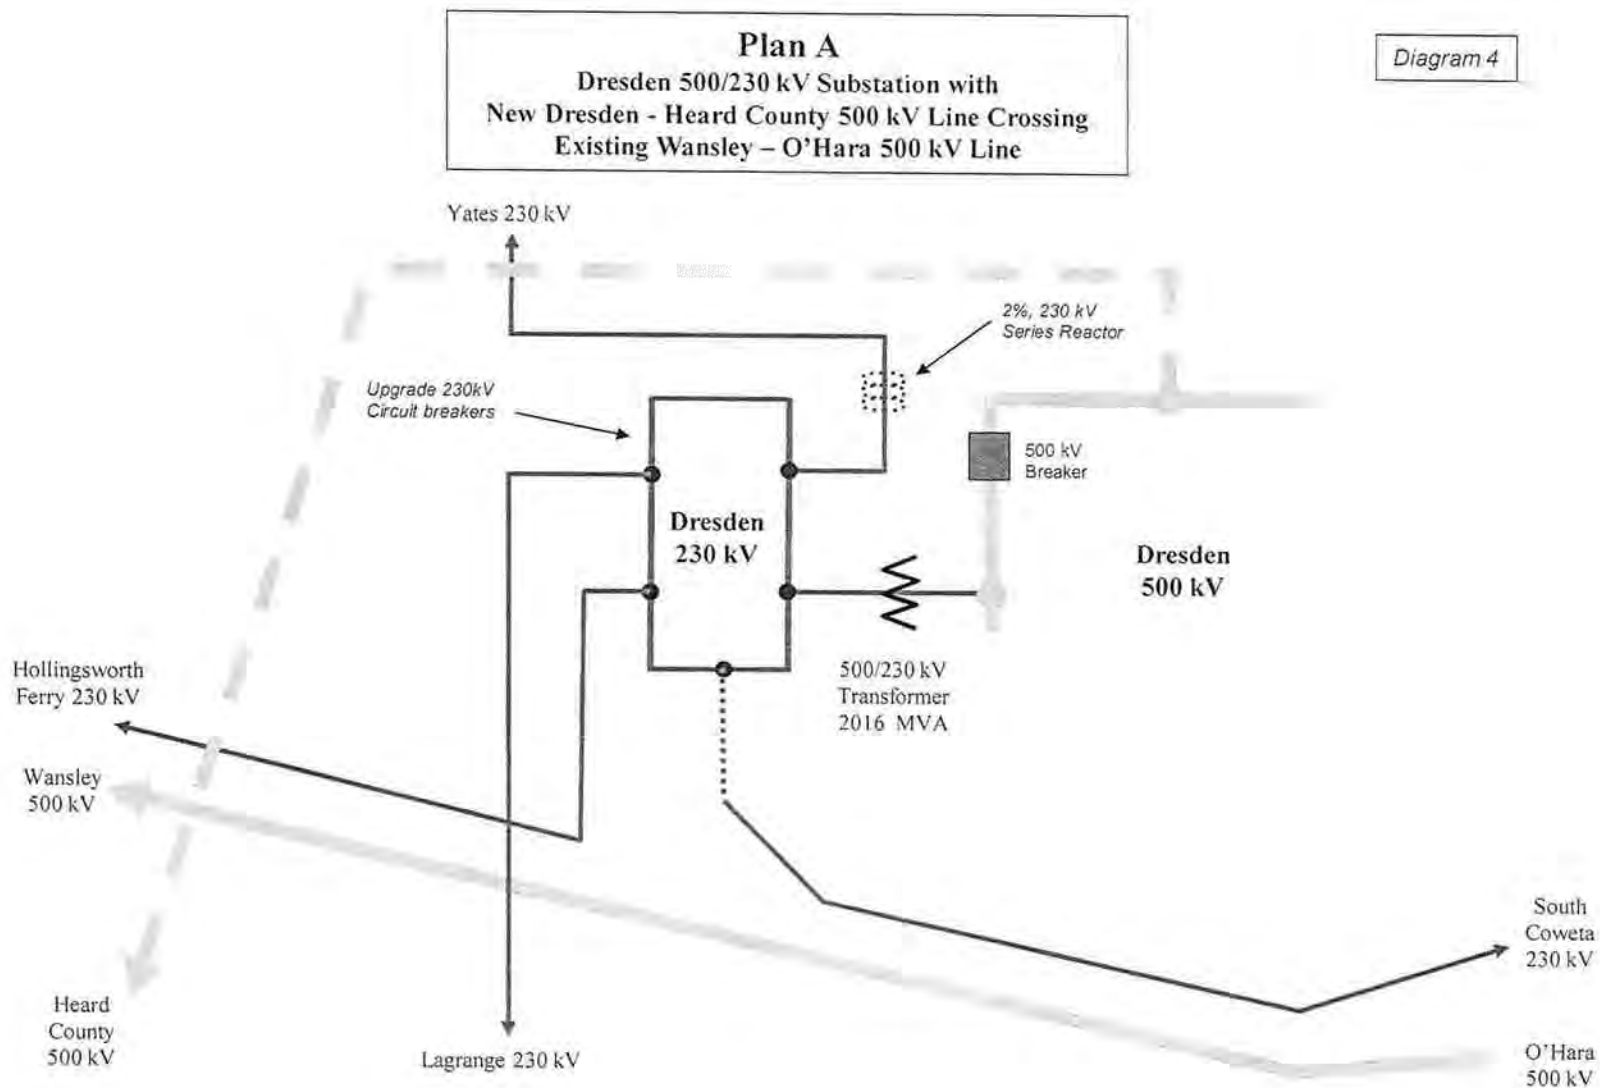 Plan A
Dresden 500/230 kV Substation with
New Dresden - Heard County 500 kV Line Crossing
Existing Wansley – O'Hara 500 kV Line
Diagram 4
Yates 230 kV
2%, 230 kV
Series Reactor
Upgrade 230kV
Circuit breakers
500 kV
Breaker
Dresden
230 kV
Dresden
500 kV
500/230 kV
Transformer
2016 MVA
Hollingsworth
Ferry 230 kV
Wansley
500 kV
Heard
County
500 kV
Lagrange 230 kV
South
Coweta
230 kV
O'Hara
500 kV